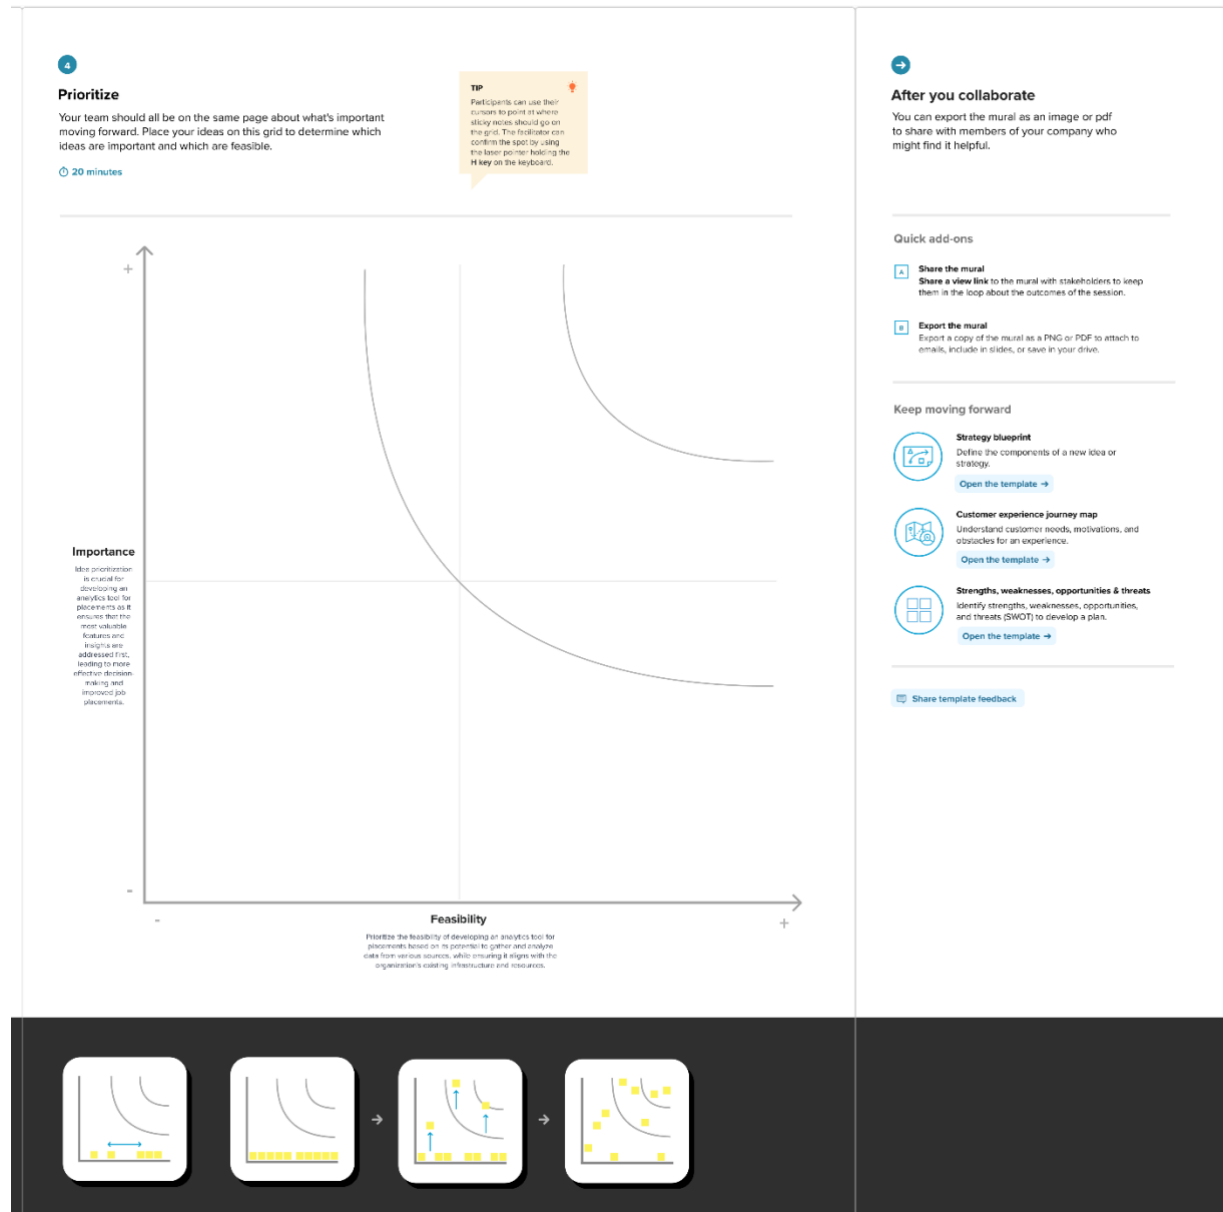 4
Prioritize
Your team should all be on the same page about what's important
moving forward. Place your ideas on this grid to determine which
ideas are important and which are feasible.
20 minutes
TIP
Participants can use their
cursors to point at where
sticky notes should go on
the grid. The facilitator can
confirm the spot by using
the laser pointer holding the
H key on the keyboard.
+
Importance
Idea prioritization
is crucial for
developing an
analytics tool for
placements as it
ensures that the
most valuable
features and
insights are
addressed first,
leading to more
effective decision-
making and
improved job
placements.
-
-
Feasibility
+
Prioritize the feasibility of developing an analytics tool for
placements based on its potential to gather and analyze
data from various sources, while ensuring it aligns with the
organization's existing infrastructure and resources.
After you collaborate
You can export the mural as an image or pdf
to share with members of your company who
might find it helpful.
Quick add-ons
A
Share the mural
Share a view link to the mural with stakeholders to keep
them in the loop about the outcomes of the session.
B
Export the mural
Export a copy of the mural as a PNG or PDF to attach to
emails, include in slides, or save in your drive.
Keep moving forward
Strategy blueprint
Define the components of a new idea or
strategy.
Open the template →
Customer experience journey map
Understand customer needs, motivations, and
obstacles for an experience.
Open the template →
Strengths, weaknesses, opportunities & threats
Identify strengths, weaknesses, opportunities,
and threats (SWOT) to develop a plan.
Open the template →
Share template feedback